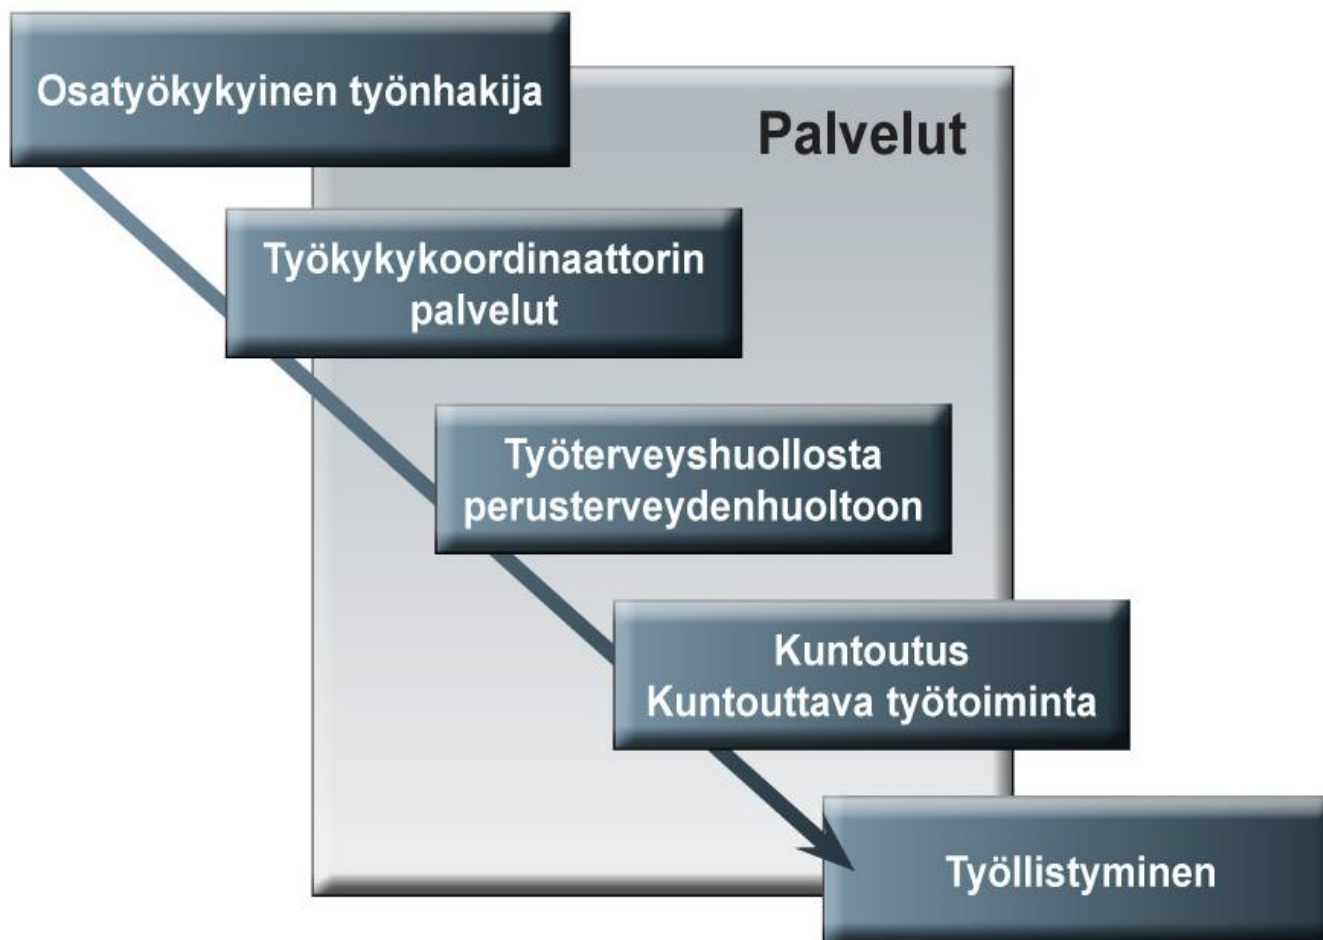 Osatyökykyinen työnhakija
Palvelut
Työkykykoordinaattorin
palvelut
Työterveyshuollosta
perusterveydenhuoltoon
Kuntoutus
Kuntouttava työtoiminta
Työllistyminen